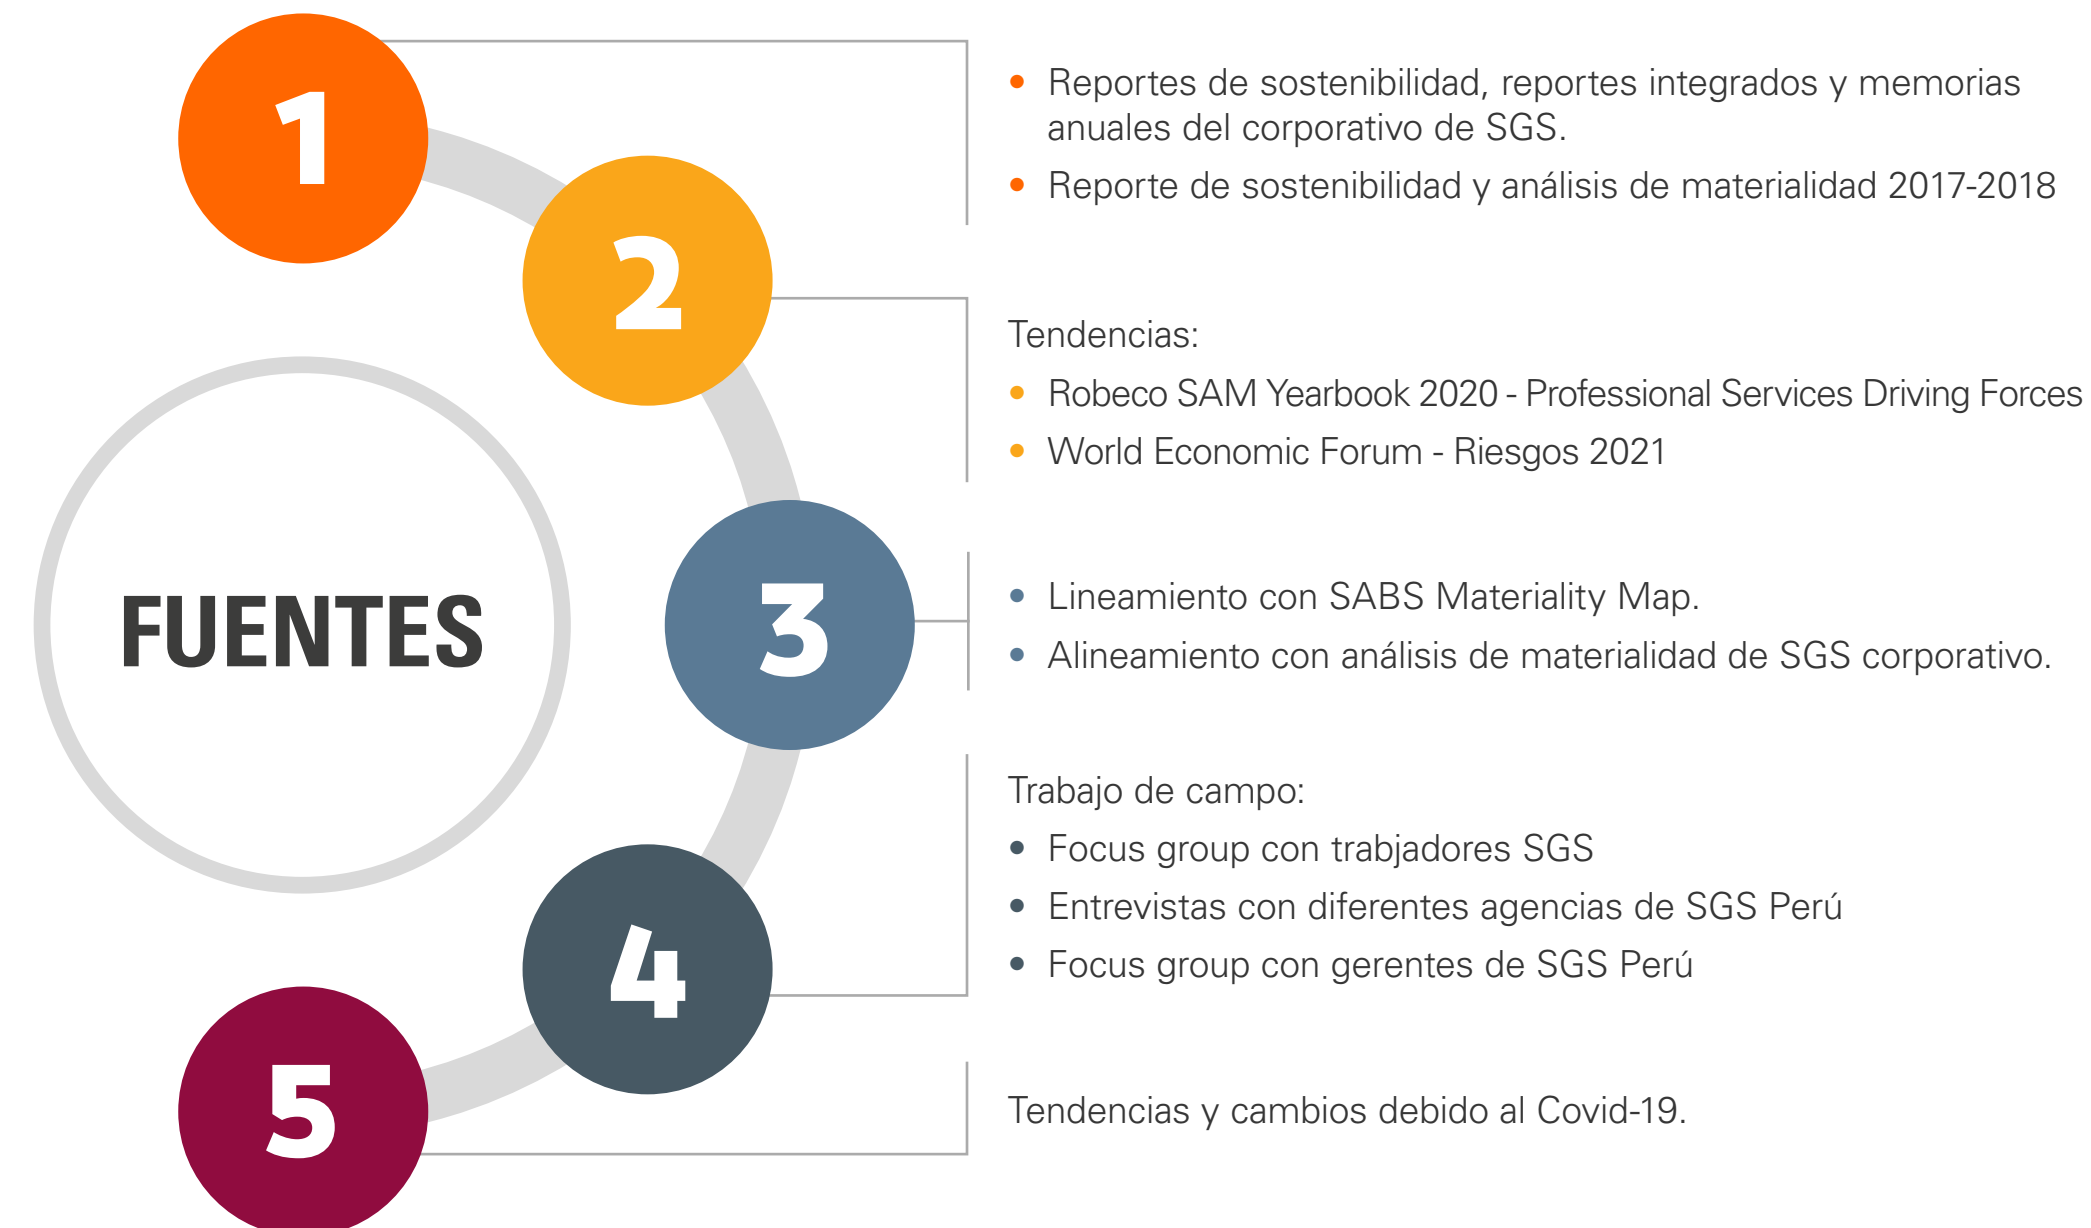 FUENTES
1
• Reportes de sostenibilidad, reportes integrados y memorias
anuales del corporativo de SGS.
• Reporte de sostenibilidad y análisis de materialidad 2017-2018
2
Tendencias:
• Robeco SAM Yearbook 2020 - Professional Services Driving Forces
• World Economic Forum - Riesgos 2021
3
• Lineamiento con SABS Materiality Map.
• Alineamiento con análisis de materialidad de SGS corporativo.
4
Trabajo de campo:
• Focus group con trabjadores SGS
• Entrevistas con diferentes agencias de SGS Perú
• Focus group con gerentes de SGS Perú
5
Tendencias y cambios debido al Covid-19.